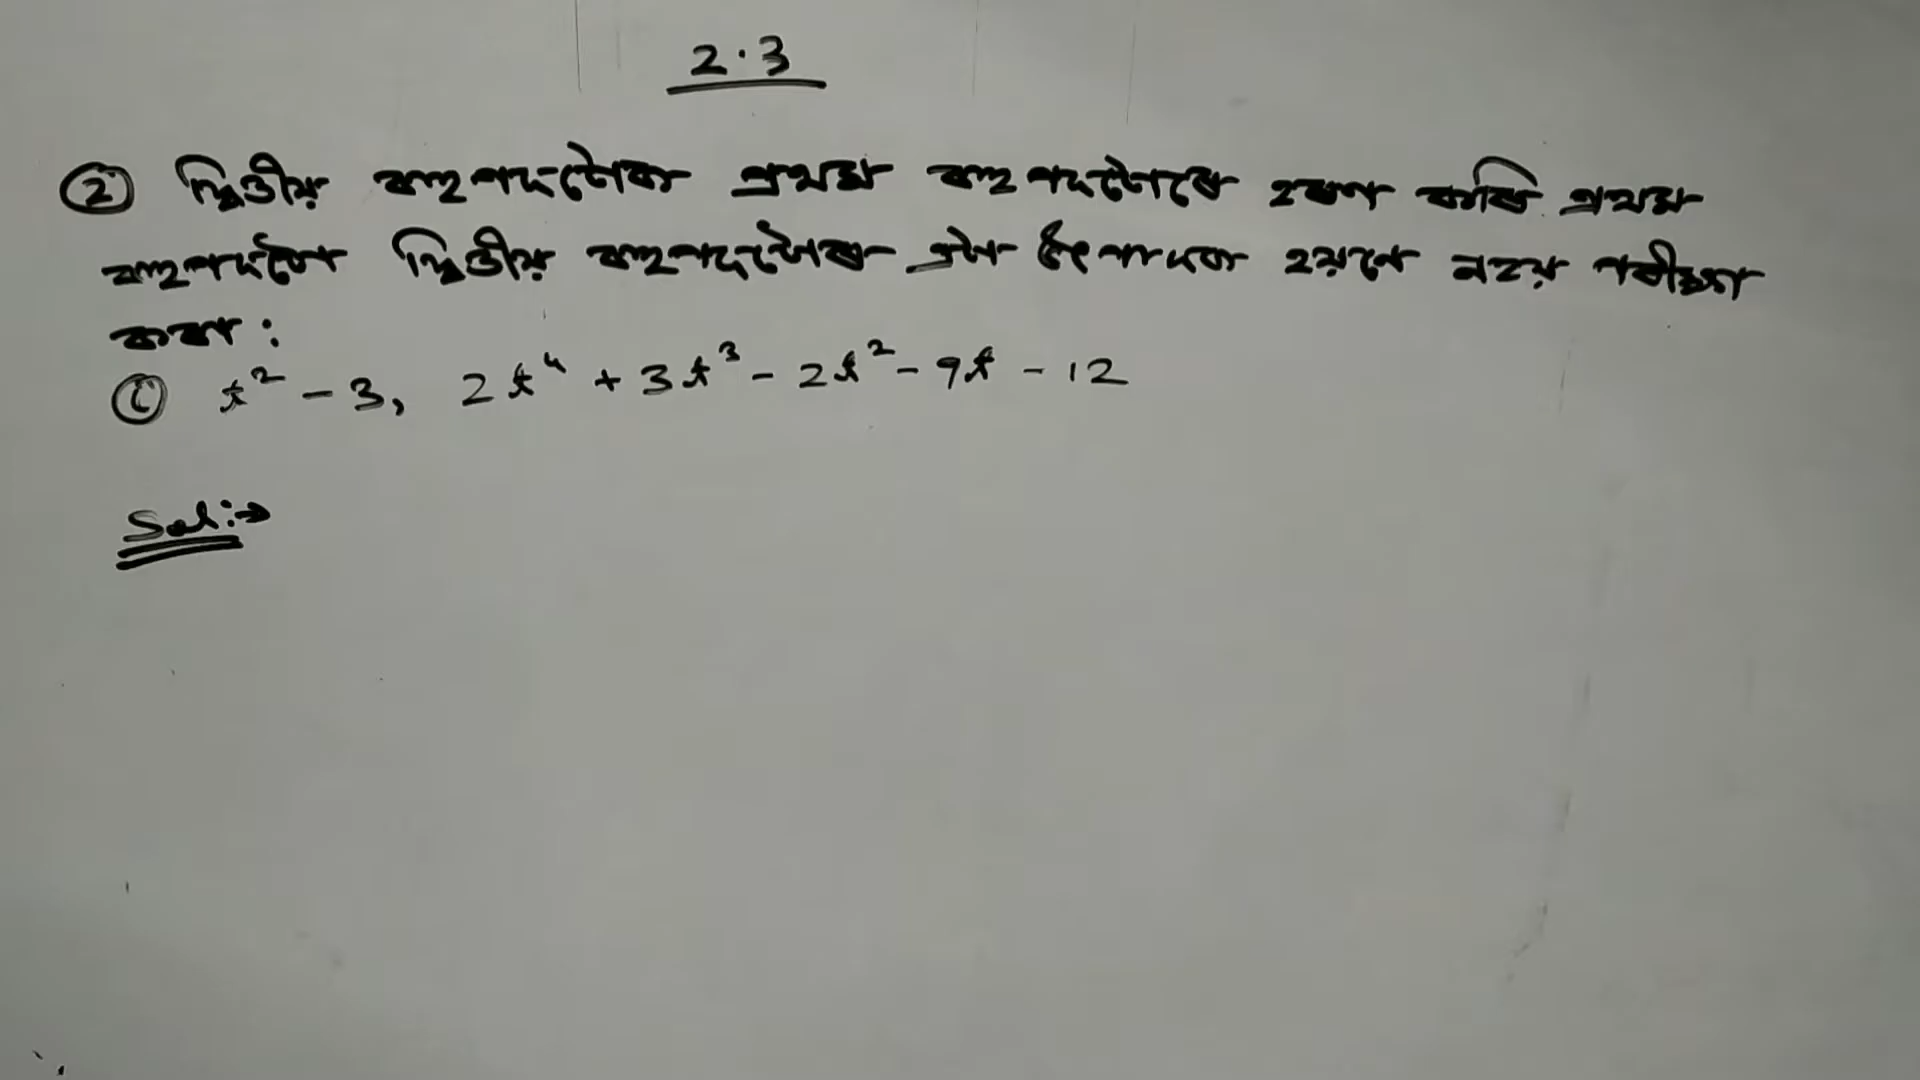 2.3
② দ্বিতীয় বহুপদটোক প্ৰথম বহুপদটোৰে হৰণ কৰি প্ৰথম
বহুপদটো দ্বিতীয় বহুপদটোৰ এটা উৎপাদক হয়নে নহয় পৰীক্ষা
কৰা :
ⓘ t² - 3, 2t⁴ + 3t³ - 2t² - 9t - 12
Sol:→